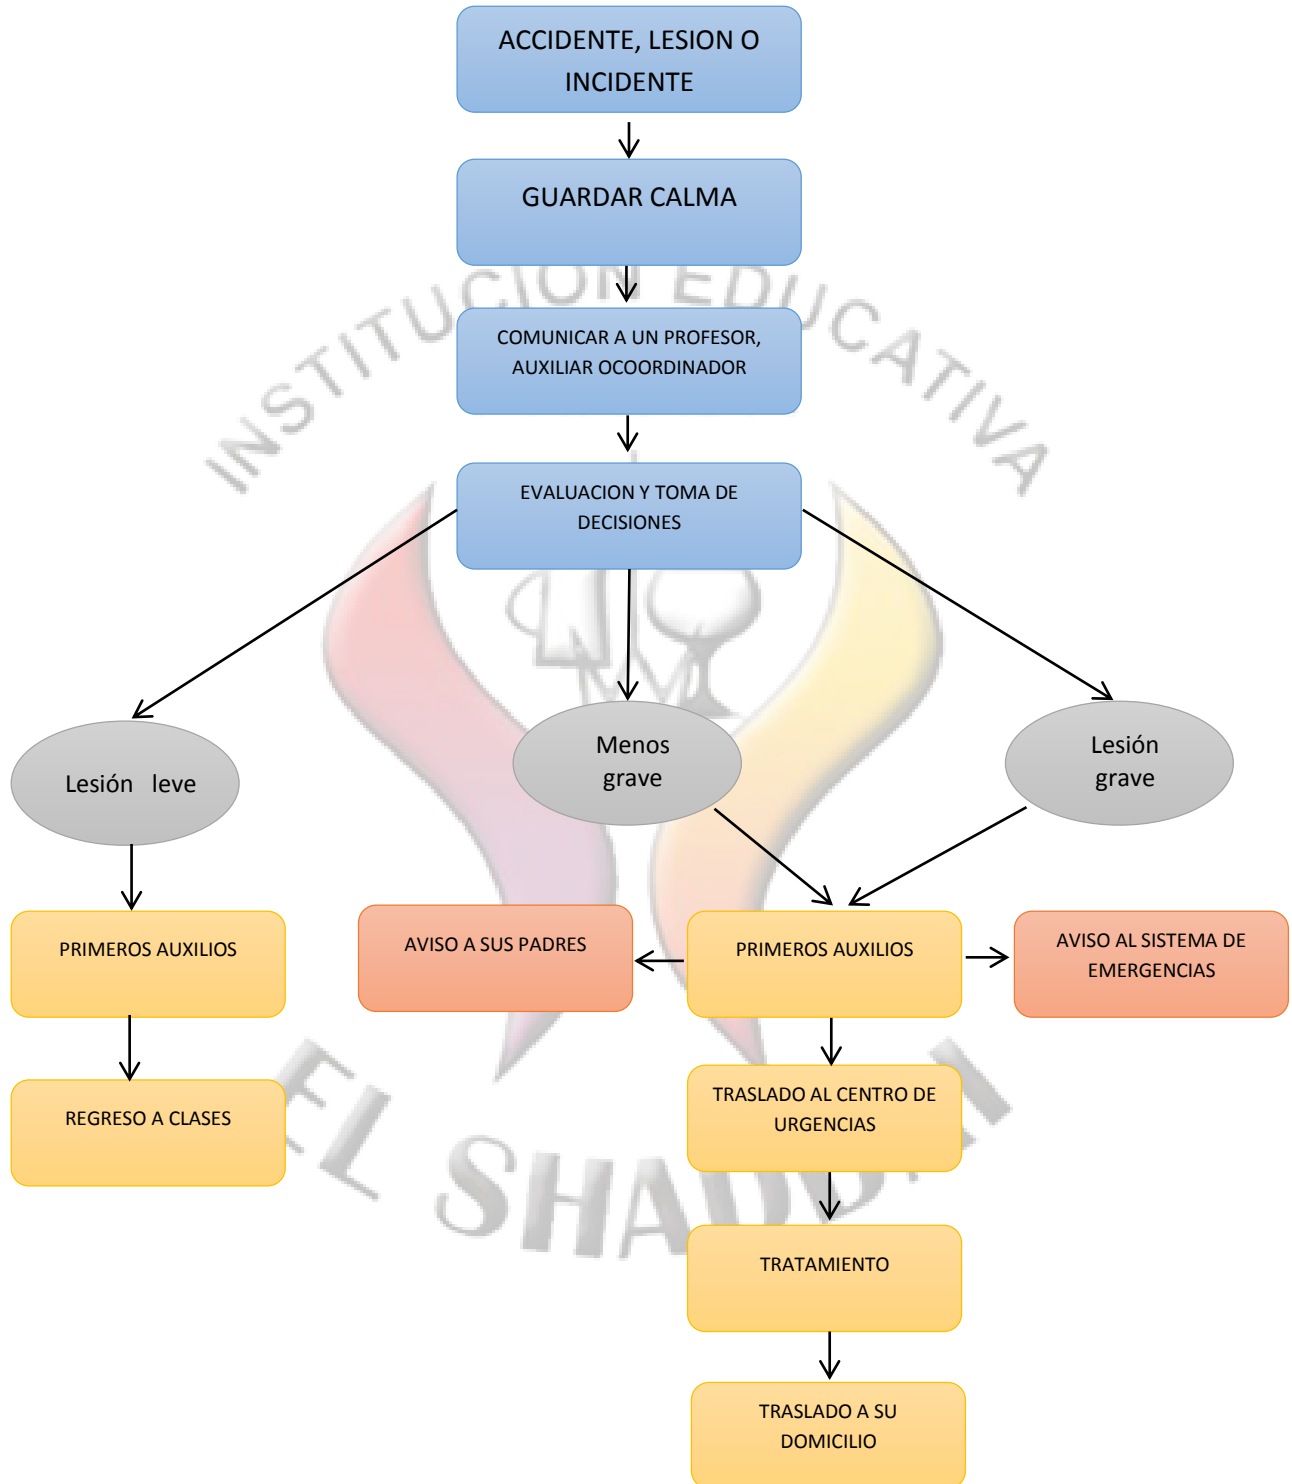 ACCIDENTE, LESION O
INCIDENTE
GUARDAR CALMA
INSTITUCION EDUCATIVA
COMUNICAR A UN PROFESOR,
AUXILIAR OCOORDINADOR
EVALUACION Y TOMA DE
DECISIONES
Lesión leve
Menos
grave
Lesión
grave
PRIMEROS AUXILIOS
AVISO A SUS PADRES
PRIMEROS AUXILIOS
AVISO AL SISTEMA DE
EMERGENCIAS
REGRESO A CLASES
TRASLADO AL CENTRO DE
URGENCIAS
EL SHADDAI
TRATAMIENTO
TRASLADO A SU
DOMICILIO